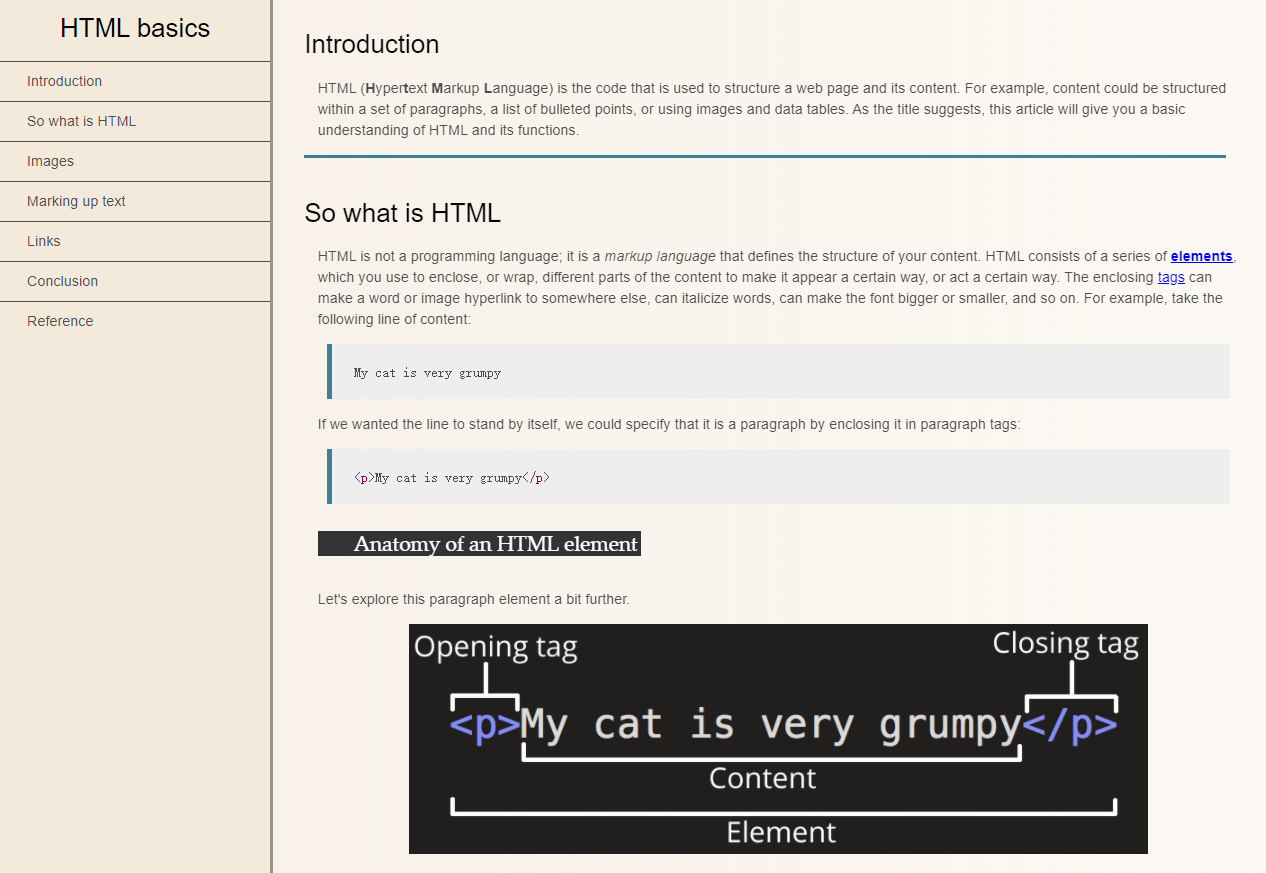 HTML basics
Introduction
So what is HTML
Images
Marking up text
Links
Conclusion
Reference
Introduction
HTML (Hypertext Markup Language) is the code that is used to structure a web page and its content. For example, content could be structured
within a set of paragraphs, a list of bulleted points, or using images and data tables. As the title suggests, this article will give you a basic
understanding of HTML and its functions.
So what is HTML
HTML is not a programming language; it is a markup language that defines the structure of your content. HTML consists of a series of elements,
which you use to enclose, or wrap, different parts of the content to make it appear a certain way, or act a certain way. The enclosing tags can
make a word or image hyperlink to somewhere else, can italicize words, can make the font bigger or smaller, and so on. For example, take the
following line of content:
My cat is very grumpy
If we wanted the line to stand by itself, we could specify that it is a paragraph by enclosing it in paragraph tags:
<p>My cat is very grumpy</p>
Anatomy of an HTML element
Let's explore this paragraph element a bit further.
Opening tag
Closing tag
<p>My cat is very grumpy</p>
Content
Element